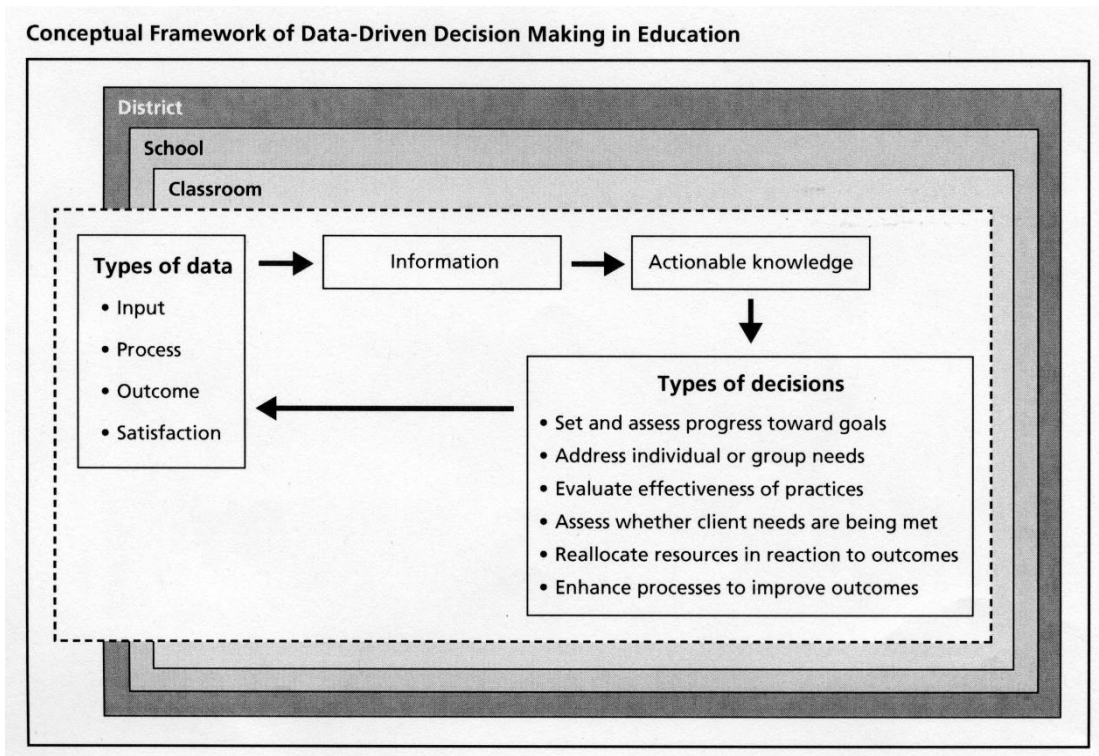 Conceptual Framework of Data-Driven Decision Making in Education
District
School
Classroom
Types of data
• Input
• Process
• Outcome
• Satisfaction
Information
Actionable knowledge
Types of decisions
• Set and assess progress toward goals
• Address individual or group needs
• Evaluate effectiveness of practices
• Assess whether client needs are being met
• Reallocate resources in reaction to outcomes
• Enhance processes to improve outcomes